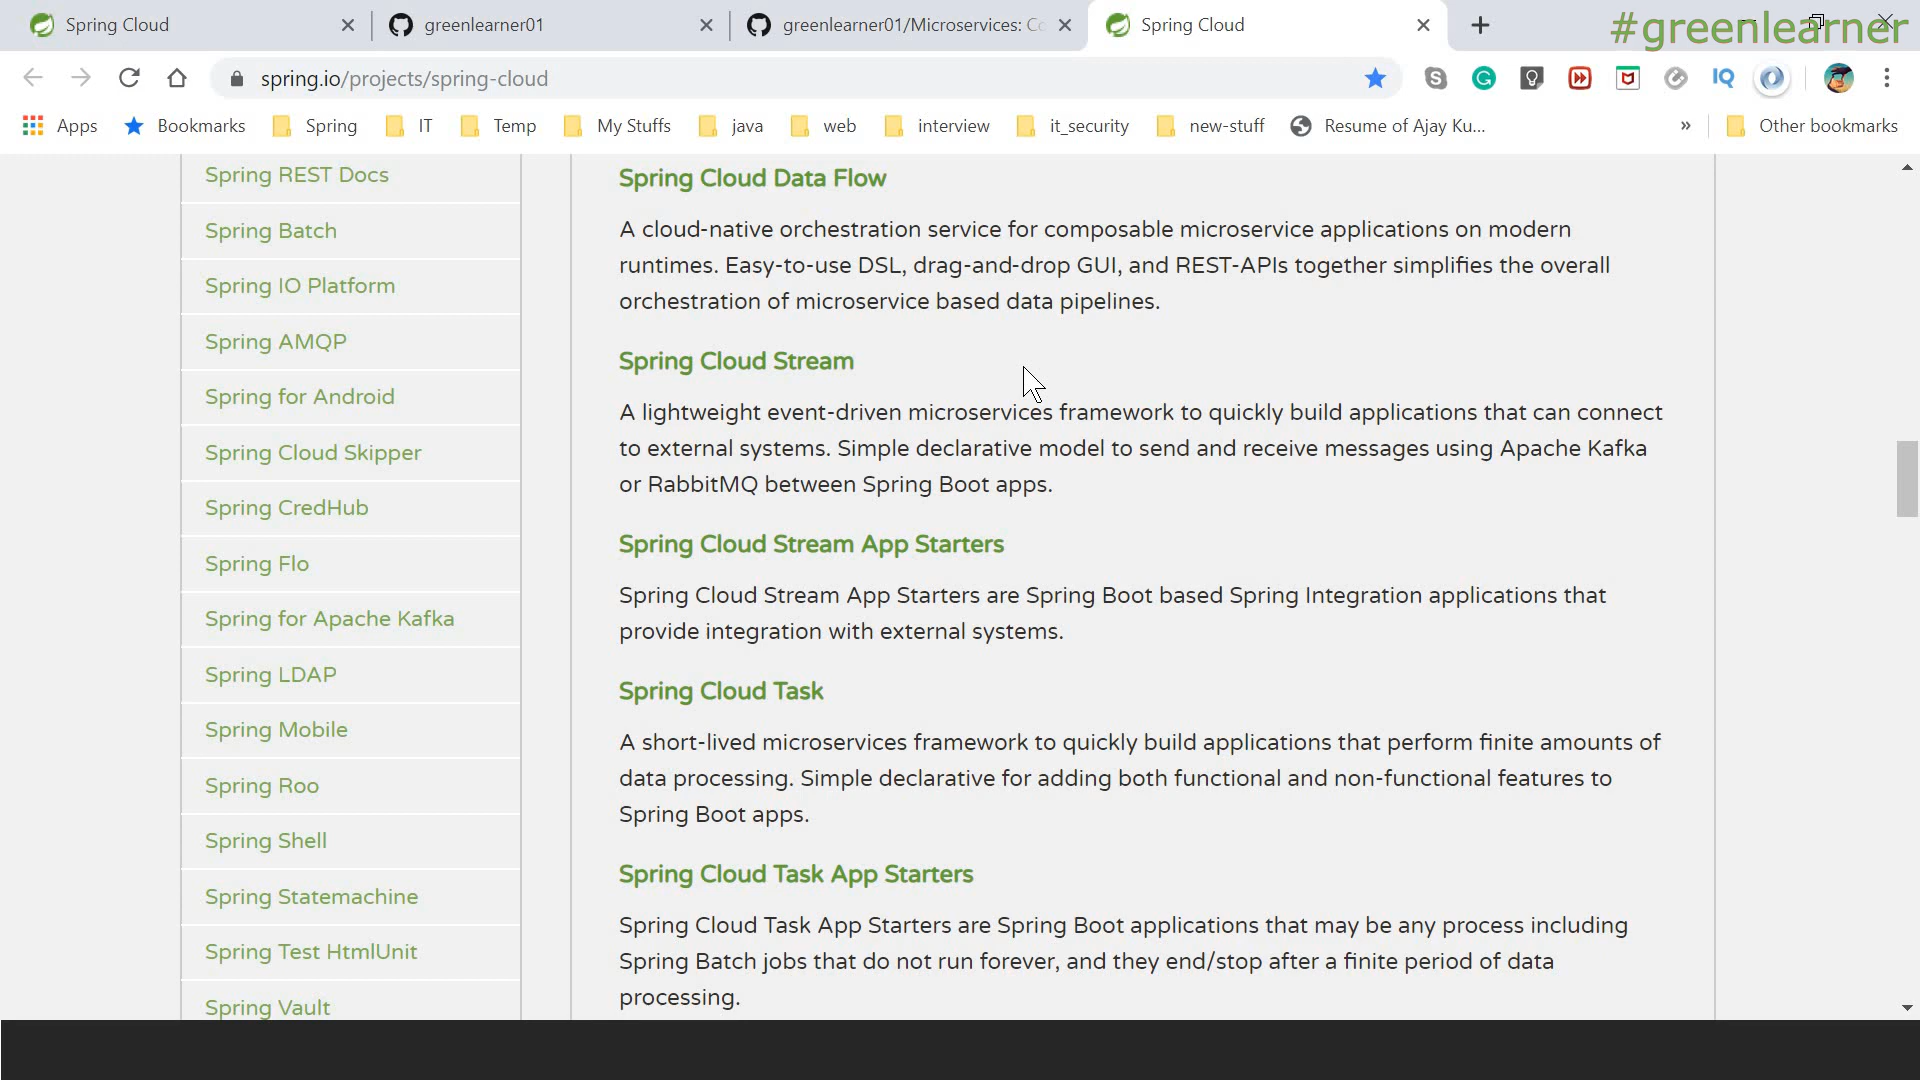 Spring Cloud
greenlearner01
greenlearner01/Microservices: Co
Spring Cloud
#greenlearner
spring.io/projects/spring-cloud
IQ
Apps
Bookmarks
Spring
IT
Temp
My Stuffs
java
web
interview
it_security
new-stuff
Resume of Ajay Ku...
»
Other bookmarks
Spring REST Docs
Spring Batch
Spring IO Platform
Spring AMQP
Spring for Android
Spring Cloud Skipper
Spring CredHub
Spring Flo
Spring for Apache Kafka
Spring LDAP
Spring Mobile
Spring Roo
Spring Shell
Spring Statemachine
Spring Test HtmlUnit
Spring Vault
Spring Cloud Data Flow
A cloud-native orchestration service for composable microservice applications on modern
runtimes. Easy-to-use DSL, drag-and-drop GUI, and REST-APIs together simplifies the overall
orchestration of microservice based data pipelines.
Spring Cloud Stream
A lightweight event-driven microservices framework to quickly build applications that can connect
to external systems. Simple declarative model to send and receive messages using Apache Kafka
or RabbitMQ between Spring Boot apps.
Spring Cloud Stream App Starters
Spring Cloud Stream App Starters are Spring Boot based Spring Integration applications that
provide integration with external systems.
Spring Cloud Task
A short-lived microservices framework to quickly build applications that perform finite amounts of
data processing. Simple declarative for adding both functional and non-functional features to
Spring Boot apps.
Spring Cloud Task App Starters
Spring Cloud Task App Starters are Spring Boot applications that may be any process including
Spring Batch jobs that do not run forever, and they end/stop after a finite period of data
processing.